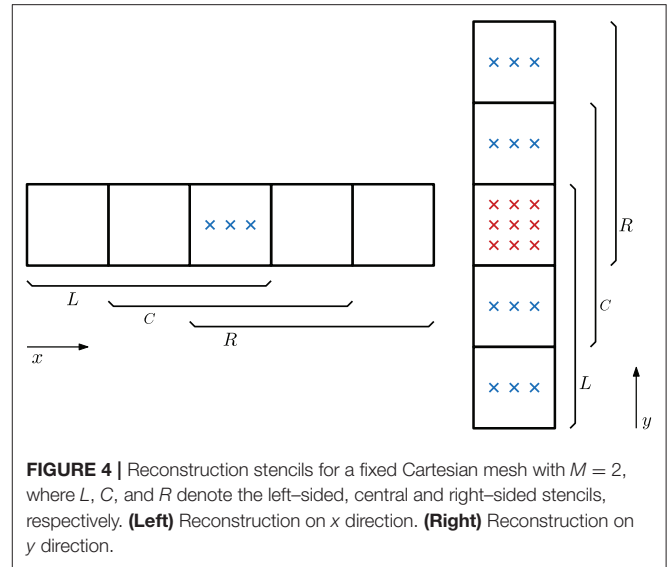 L
C
R
x
R
C
L
y
FIGURE 4 | Reconstruction stencils for a fixed Cartesian mesh with M = 2,
where L, C, and R denote the left–sided, central and right–sided stencils,
respectively. (Left) Reconstruction on x direction. (Right) Reconstruction on
y direction.